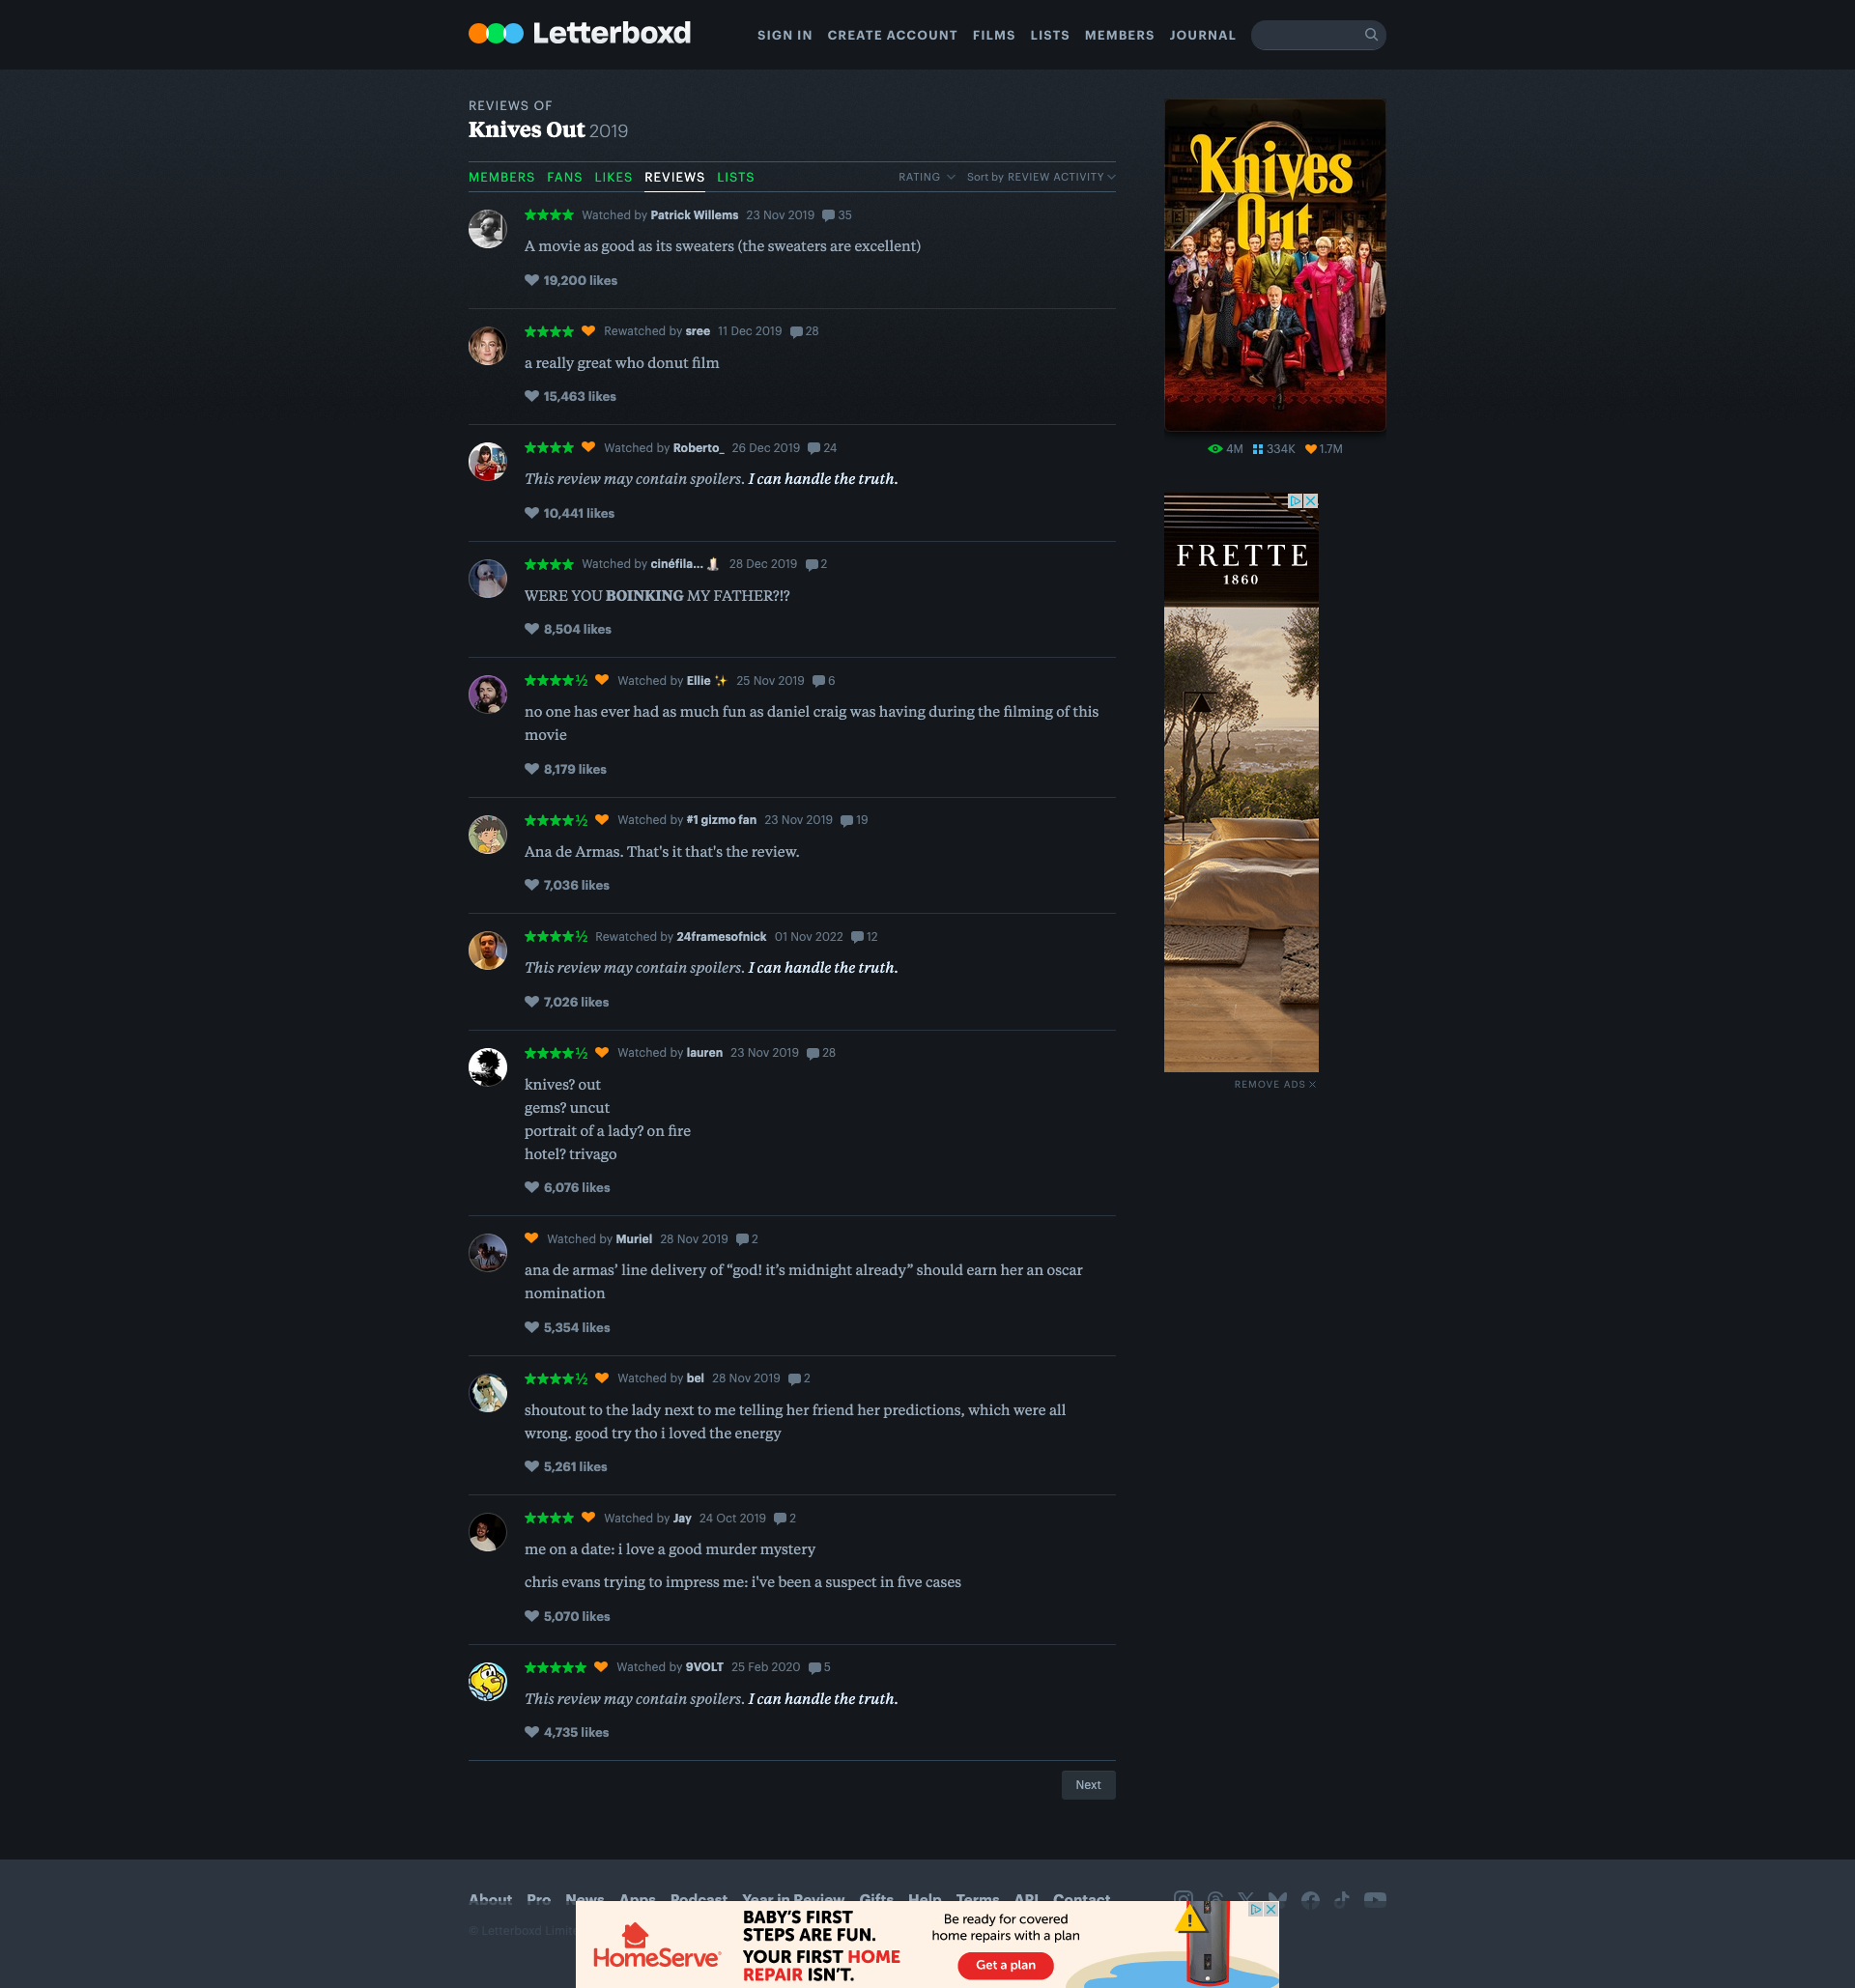 Letterboxd
SIGN IN CREATE ACCOUNT FILMS LISTS MEMBERS JOURNAL
REVIEWS OF
Knives Out 2019
MEMBERS FANS LIKES REVIEWS LISTS RATING Sort by REVIEW ACTIVITY
★★★★ Watched by Patrick Willems 23 Nov 2019 35
A movie as good as its sweaters (the sweaters are excellent)
19,200 likes
★★★★ Rewatched by sree 11 Dec 2019 28
a really great who donut film
15,463 likes
★★★★ Watched by Roberto_ 26 Dec 2019 24
This review may contain spoilers. I can handle the truth.
10,441 likes
★★★★ Watched by cinéfila... 28 Dec 2019 2
WERE YOU BOINKING MY FATHER?!?
8,504 likes
★★★★½ Watched by Ellie ✨ 25 Nov 2019 6
no one has ever had as much fun as daniel craig was having during the filming of this
movie
8,179 likes
★★★★½ Watched by #1 gizmo fan 23 Nov 2019 19
Ana de Armas. That's it that's the review.
7,036 likes
★★★★½ Rewatched by 24framesofnick 01 Nov 2022 12
This review may contain spoilers. I can handle the truth.
7,026 likes
★★★★½ Watched by lauren 23 Nov 2019 28
knives? out
gems? uncut
portrait of a lady? on fire
hotel? trivago
6,076 likes
Watched by Muriel 28 Nov 2019 2
ana de armas’ line delivery of “god! it’s midnight already” should earn her an oscar
nomination
5,354 likes
★★★★½ Watched by bel 28 Nov 2019 2
shoutout to the lady next to me telling her friend her predictions, which were all
wrong. good try tho i loved the energy
5,261 likes
★★★★ Watched by Jay 24 Oct 2019 2
me on a date: i love a good murder mystery
chris evans trying to impress me: i've been a suspect in five cases
5,070 likes
★★★★★ Watched by 9VOLT 25 Feb 2020 5
This review may contain spoilers. I can handle the truth.
4,735 likes
Next
Knives
Out
4M 334K 1.7M
FRETTE
1860
REMOVE ADS
About Pro News Apps Podcast Year in Review Gifts Help Terms API Contact
© Letterboxd
HomeServe
BABY'S FIRST
STEPS ARE FUN.
YOUR FIRST HOME
REPAIR ISN'T.
Be ready for covered
home repairs with a plan
Get a plan